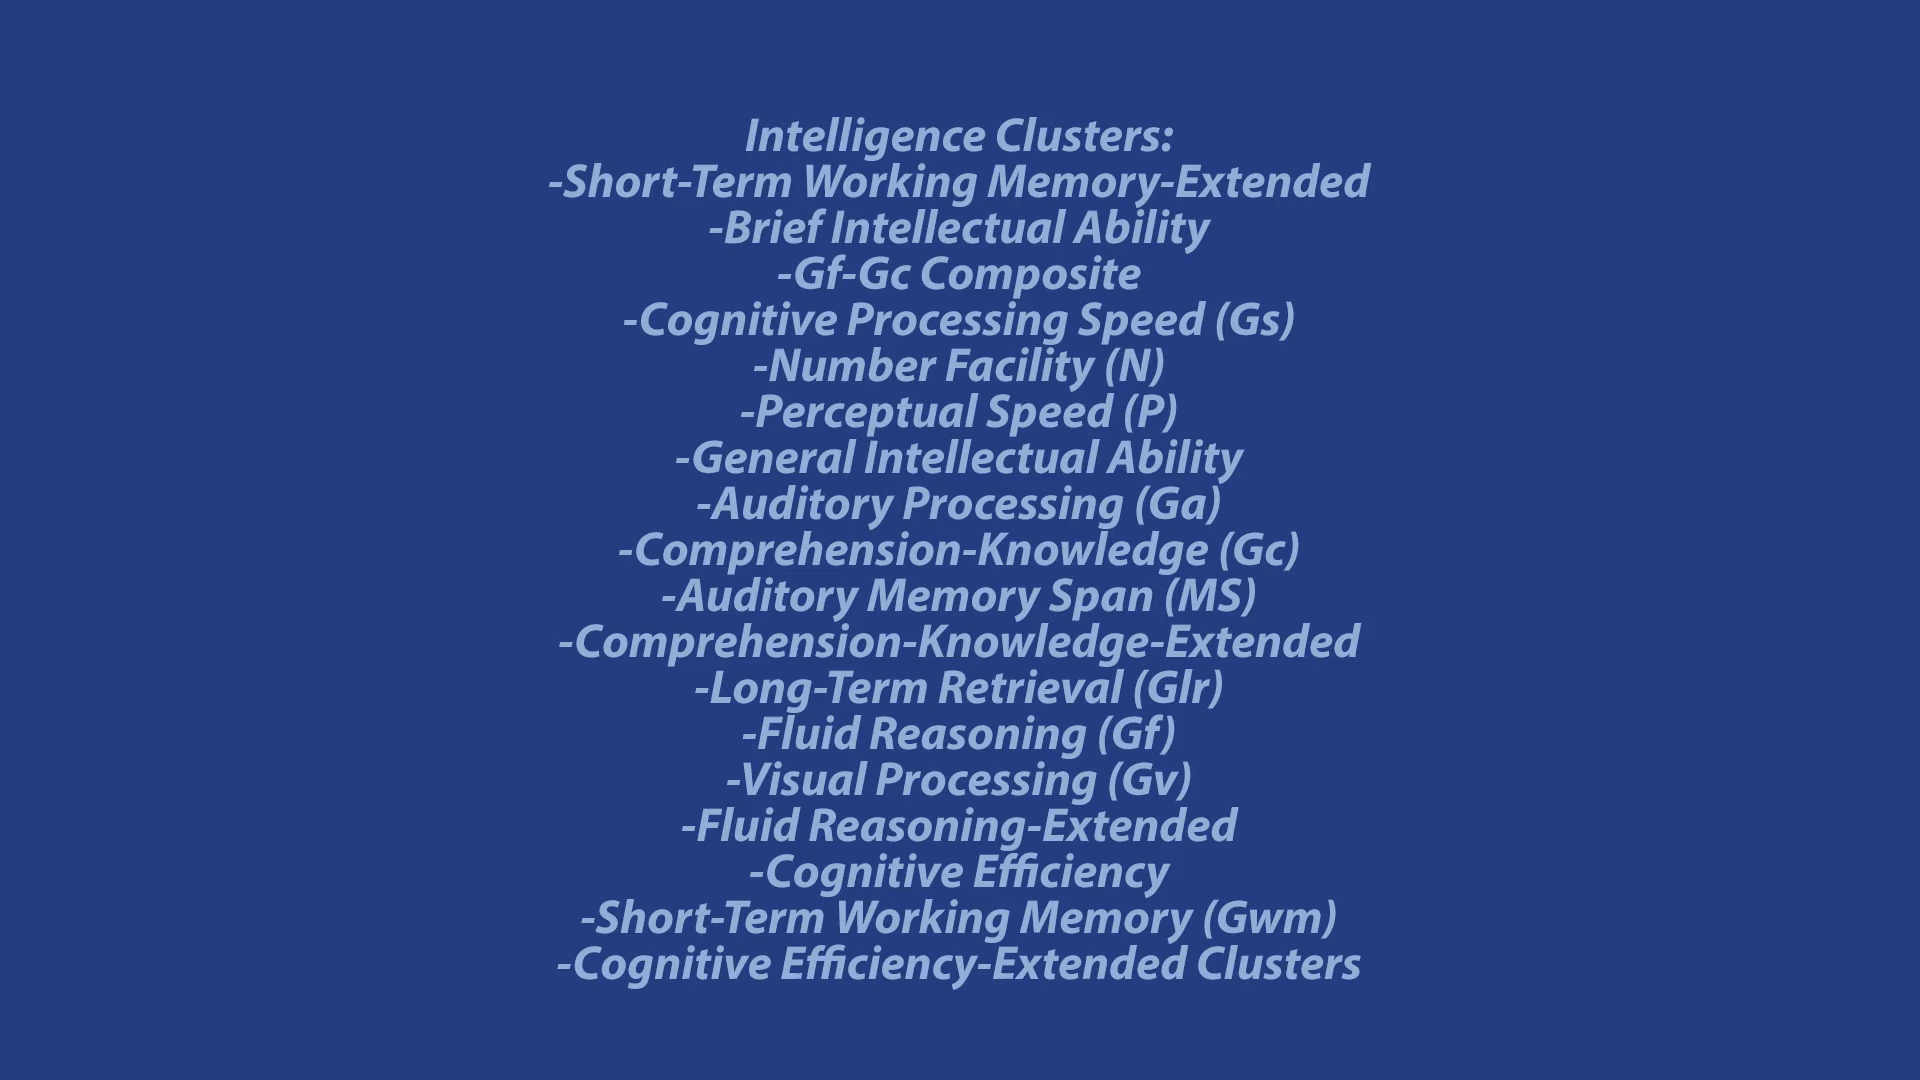 Intelligence Clusters:
-Short-Term Working Memory-Extended
-Brief Intellectual Ability
-Gf-Gc Composite
-Cognitive Processing Speed (Gs)
-Number Facility (N)
-Perceptual Speed (P)
-General Intellectual Ability
-Auditory Processing (Ga)
-Comprehension-Knowledge (Gc)
-Auditory Memory Span (MS)
-Comprehension-Knowledge-Extended
-Long-Term Retrieval (Glr)
-Fluid Reasoning (Gf)
-Visual Processing (Gv)
-Fluid Reasoning-Extended
-Cognitive Efficiency
-Short-Term Working Memory (Gwm)
-Cognitive Efficiency-Extended Clusters